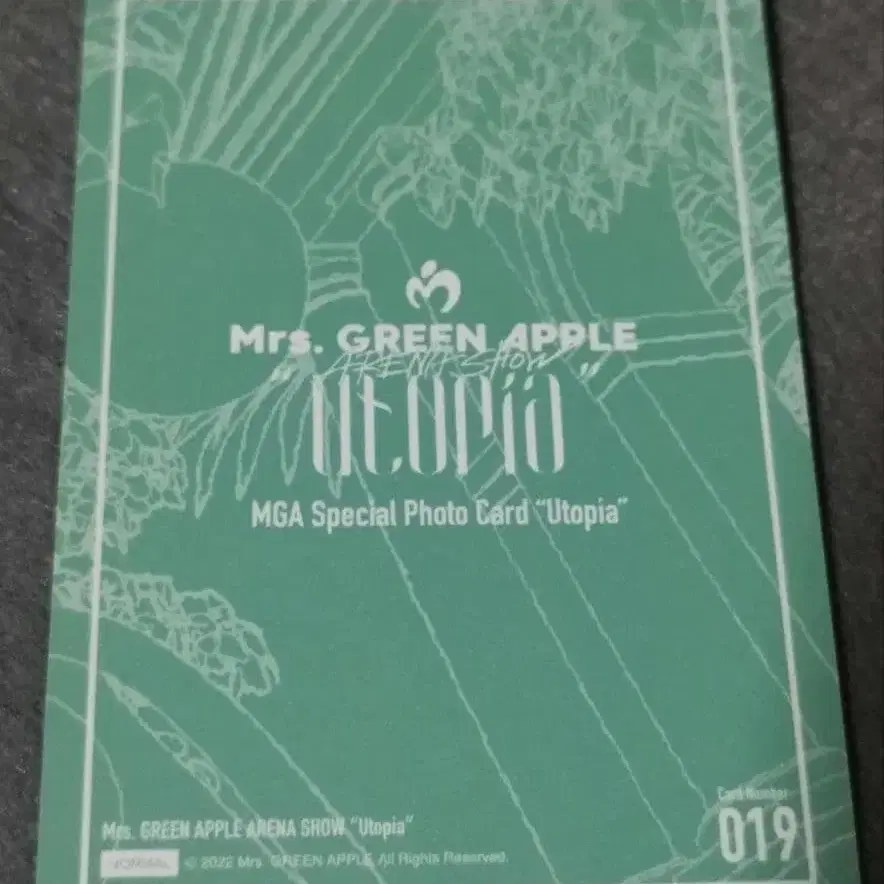 Mrs. GREEN APPLE
ARENA SHOW
"Utopia"
MGA Special Photo Card "Utopia"
Card Number
019
Mrs. GREEN APPLE ARENA SHOW "Utopia"
© 2022 Mrs. GREEN APPLE All Rights Reserved.